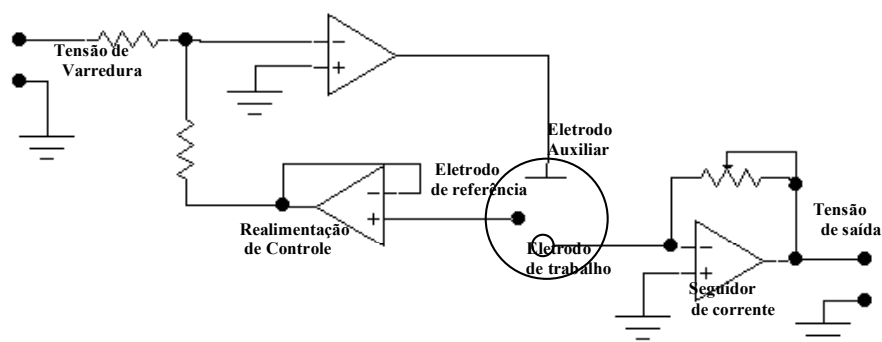 Tensão de
Varredura
Eletrodo
Auxiliar
Eletrodo
de referência
Realimentação
de Controle
Eletrodo
de trabalho
Tensão
de saída
Seguidor
de corrente